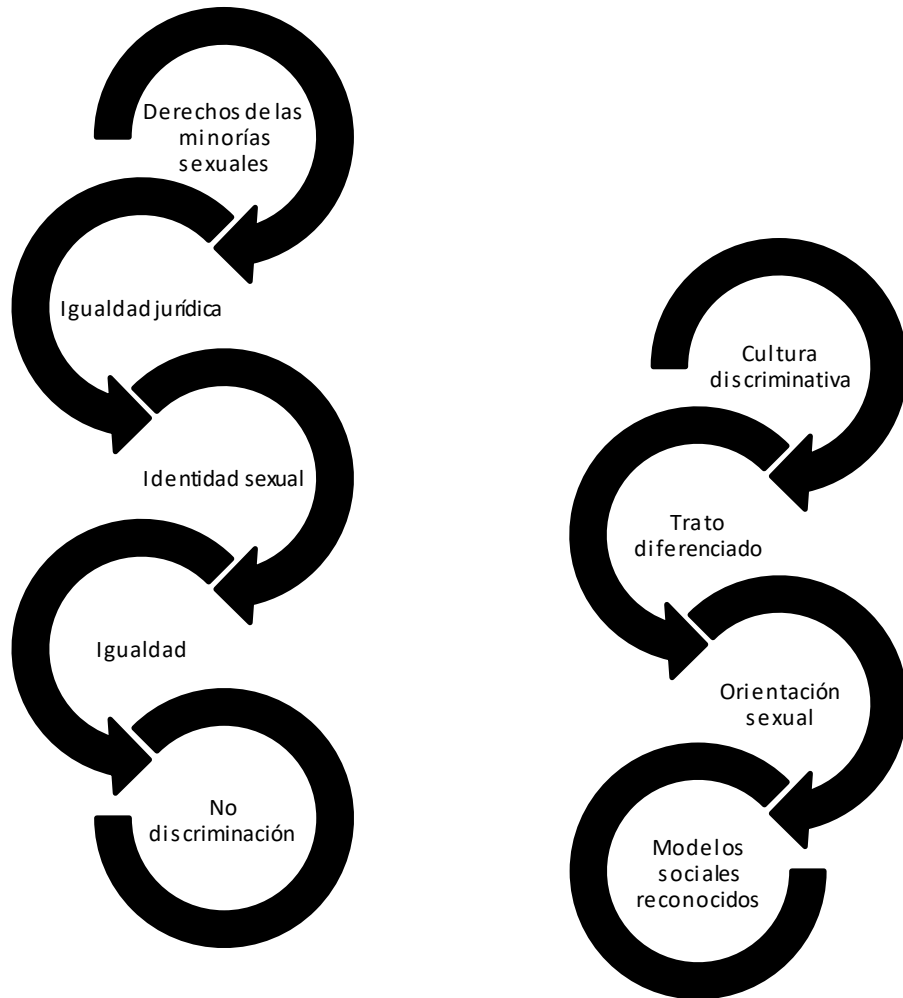 Derechos de las
minorías
sexuales
Igualdad jurídica
Identidad sexual
Igualdad
No
discriminación
Cultura
discriminativa
Trato
diferenciado
Orientación
sexual
Modelos
sociales
reconocidos